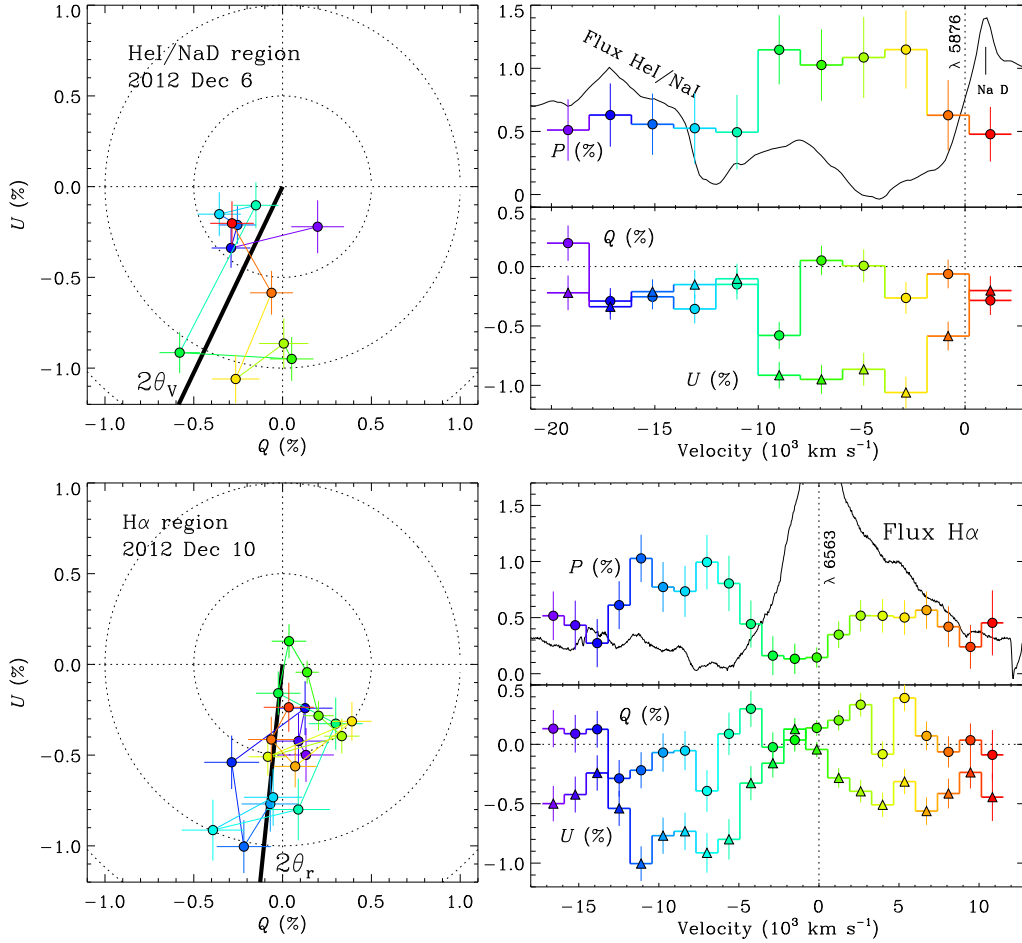 HeI/NaD region
2012 Dec 6
1.0
0.5
0.0
−0.5
−1.0
U (%)
2θV
−1.0 −0.5 0.0 0.5 1.0
Q (%)
1.5
1.0
0.5
0.0
Flux HeI/NaI
P (%)
λ 5876
Na D
0.5
0.0
−0.5
−1.0
Q (%)
U (%)
−20 −15 −10 −5 0
Velocity (10³ km s⁻¹)
Hα region
2012 Dec 10
1.0
0.5
0.0
−0.5
−1.0
U (%)
2θr
−1.0 −0.5 0.0 0.5 1.0
Q (%)
1.5
1.0
0.5
0.0
P (%)
λ 6563
Flux Hα
0.5
0.0
−0.5
−1.0
Q (%)
U (%)
−15 −10 −5 0 5 10
Velocity (10³ km s⁻¹)